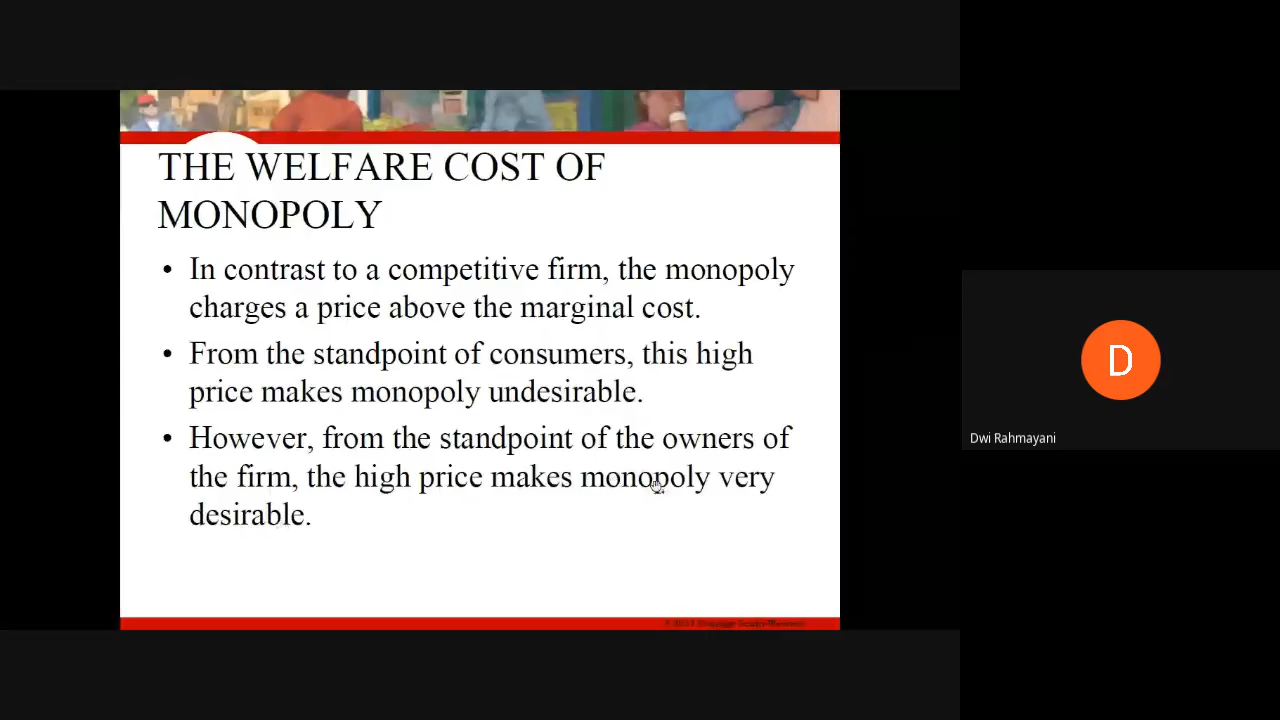 THE WELFARE COST OF
MONOPOLY
• In contrast to a competitive firm, the monopoly
charges a price above the marginal cost.
• From the standpoint of consumers, this high
price makes monopoly undesirable.
• However, from the standpoint of the owners of
the firm, the high price makes monopoly very
desirable.
D
Dwi Rahmayani